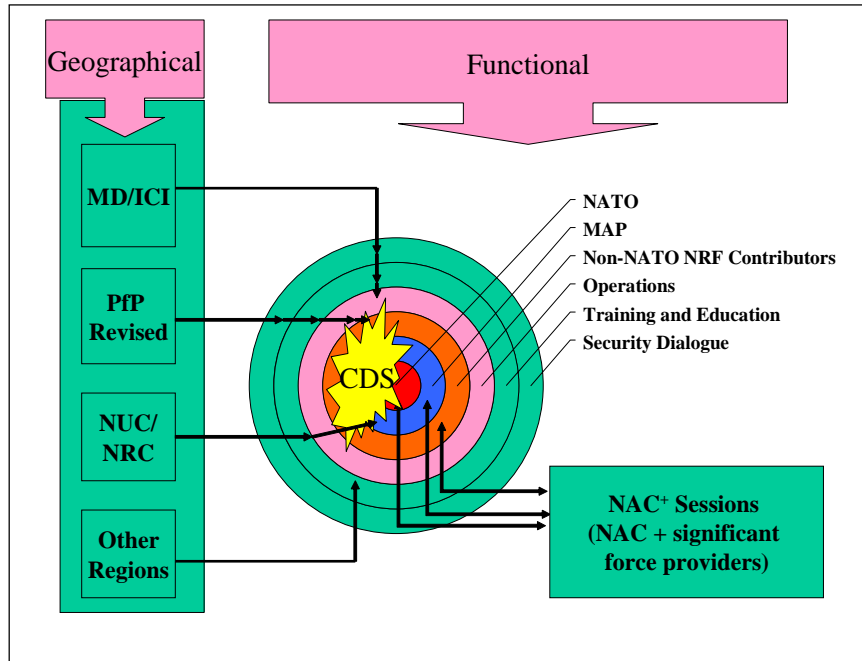 Geographical
Functional
MD/ICI
PfP
Revised
NUC/
NRC
Other
Regions
CDS
NATO
MAP
Non-NATO NRF Contributors
Operations
Training and Education
Security Dialogue
NAC+ Sessions
(NAC + significant
force providers)